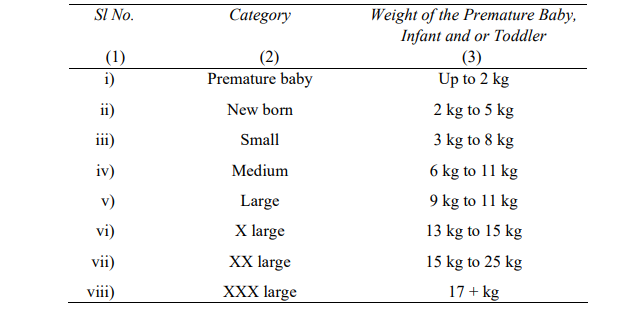 Sl No. Category Weight of the Premature Baby,
Infant and or Toddler
(1) (2) (3)
i) Premature baby Up to 2 kg
ii) New born 2 kg to 5 kg
iii) Small 3 kg to 8 kg
iv) Medium 6 kg to 11 kg
v) Large 9 kg to 11 kg
vi) X large 13 kg to 15 kg
vii) XX large 15 kg to 25 kg
viii) XXX large 17 + kg